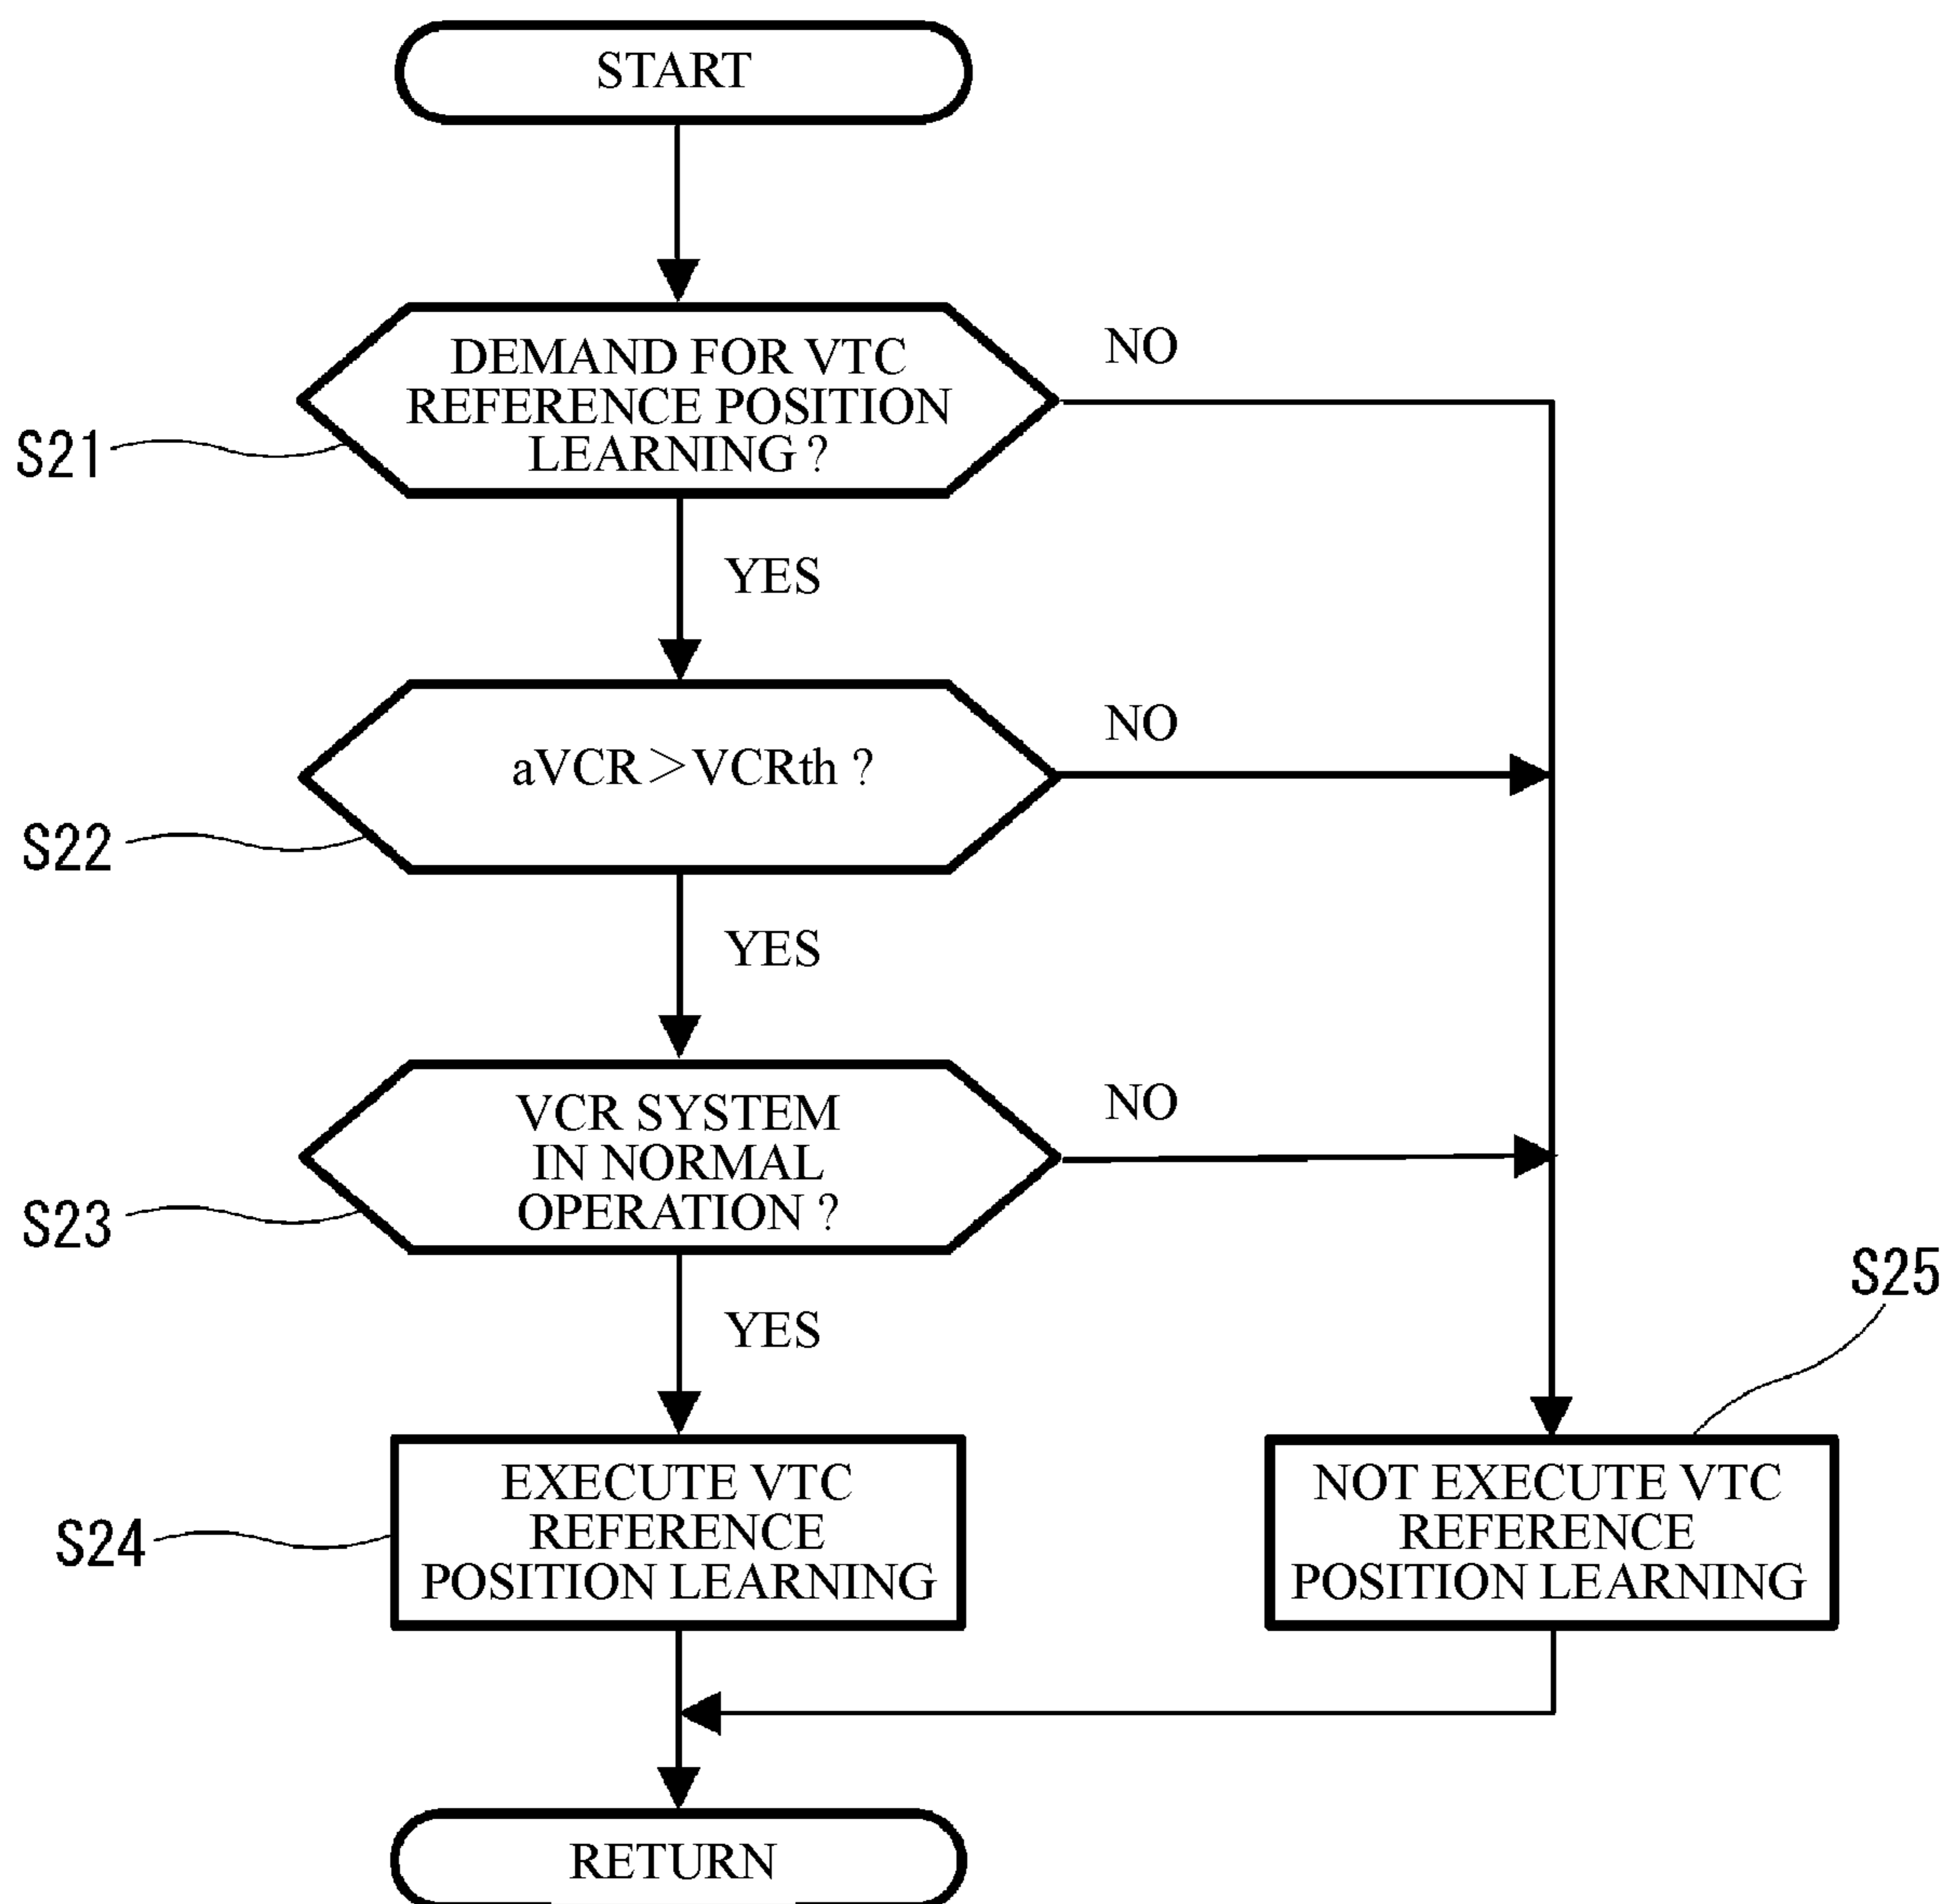 START
DEMAND FOR VTC
REFERENCE POSITION
LEARNING ?
NO
S21
YES
aVCR＞VCRth ?
NO
S22
YES
VCR SYSTEM
IN NORMAL
OPERATION ?
NO
S23
S25
YES
EXECUTE VTC
REFERENCE
POSITION LEARNING
S24
NOT EXECUTE VTC
REFERENCE
POSITION LEARNING
RETURN